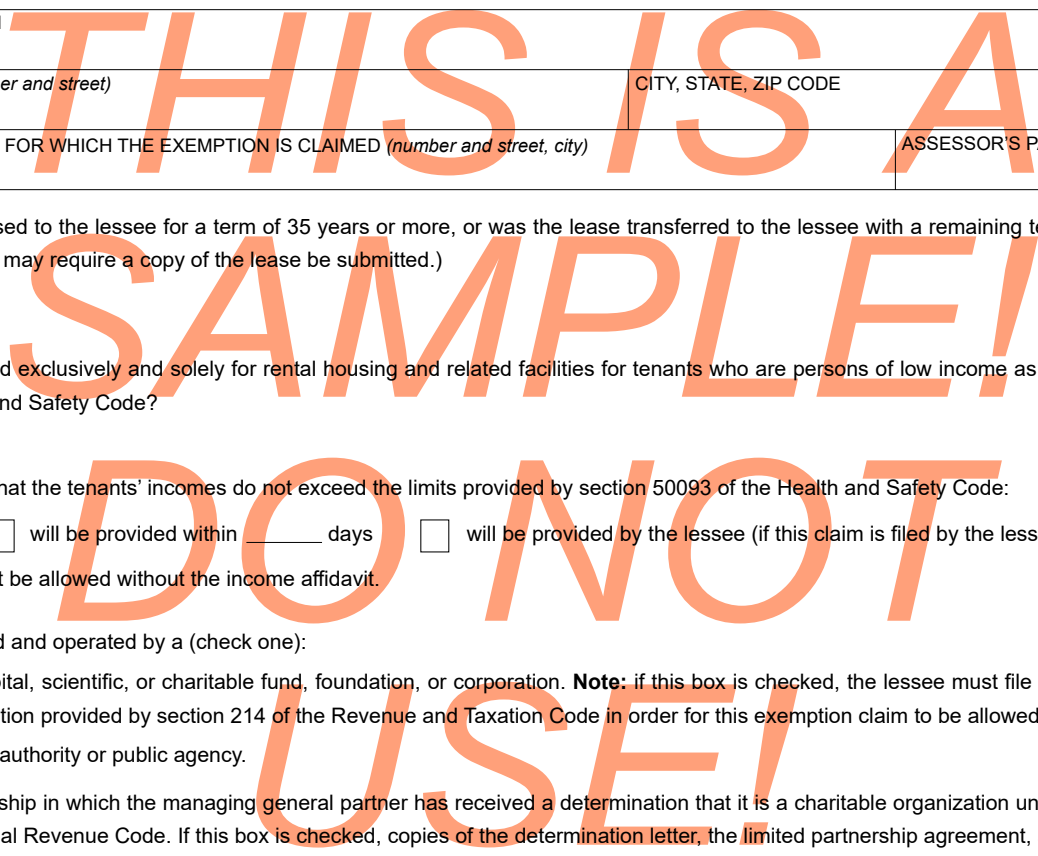 er and street)
CITY, STATE, ZIP CODE
FOR WHICH THE EXEMPTION IS CLAIMED (number and street, city)
ASSESSOR'S
sed to the lessee for a term of 35 years or more, or was the lease transferred to the lessee with a remaining
may require a copy of the lease be submitted.)
d exclusively and solely for rental housing and related facilities for tenants who are persons of low income as
nd Safety Code?
hat the tenants' incomes do not exceed the limits provided by section 50093 of the Health and Safety Code:
will be provided within ______ days
will be provided by the lessee (if this claim is filed by the less
t be allowed without the income affidavit.
d and operated by a (check one):
ital, scientific, or charitable fund, foundation, or corporation. Note: if this box is checked, the lessee must file
tion provided by section 214 of the Revenue and Taxation Code in order for this exemption claim to be allowed
authority or public agency.
ship in which the managing general partner has received a determination that it is a charitable organization un
al Revenue Code. If this box is checked, copies of the determination letter, the limited partnership agreement,
THIS IS A
SAMPLE!
DO NOT
USE!